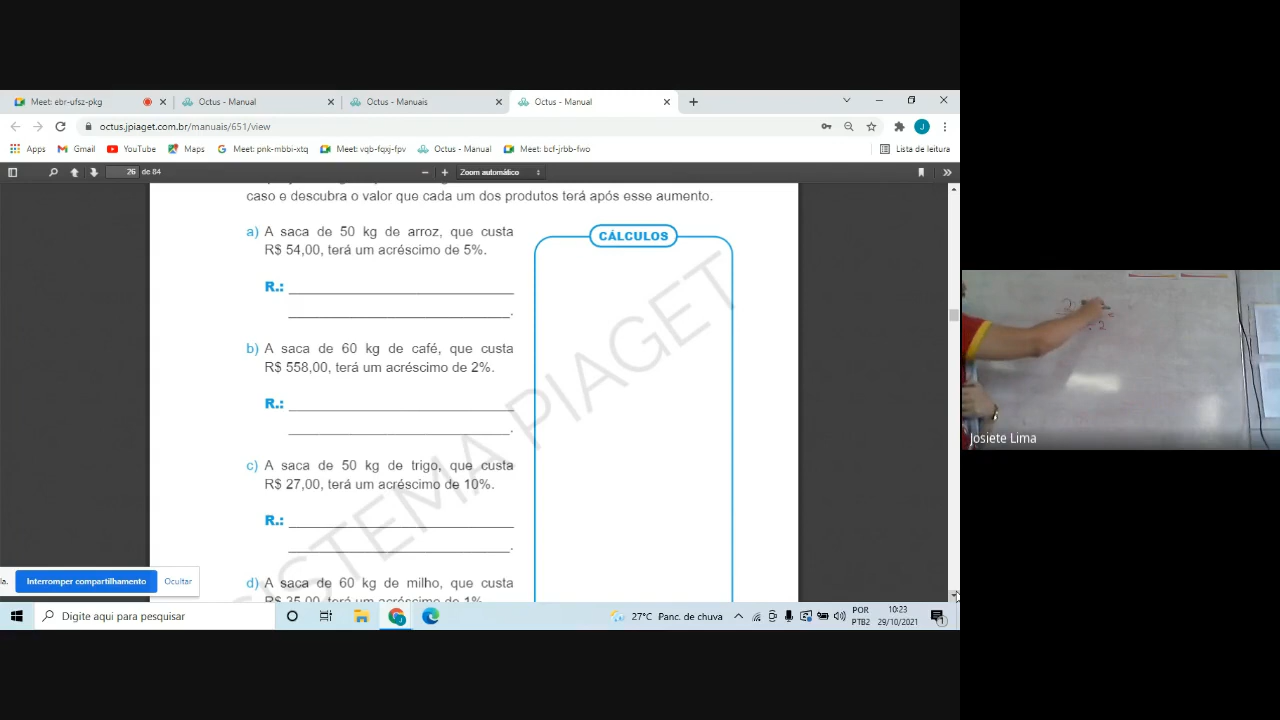 Meet: ebr-ufsz-pkg
Octus - Manual
Octus - Manuais
Octus - Manual
octus.jpiaget.com.br/manuais/651/view
Apps
Gmail
YouTube
Maps
Meet: pnk-mbbi-xtq
Meet: vqb-fqxj-fpv
Octus - Manual
Meet: bcf-jrbb-fwo
Lista de leitura
26 de 84
Zoom automático
caso e descubra o valor que cada um dos produtos terá após esse aumento.
a) A saca de 50 kg de arroz, que custa
R$ 54,00, terá um acréscimo de 5%.
R.:
b) A saca de 60 kg de café, que custa
R$ 558,00, terá um acréscimo de 2%.
R.:
c) A saca de 50 kg de trigo, que custa
R$ 27,00, terá um acréscimo de 10%.
R.:
d) A saca de 60 kg de milho, que custa
R$ 35,00, terá um acréscimo de 1%.
CÁLCULOS
SISTEMA PIAGET
la.
Interromper compartilhamento
Ocultar
Digite aqui para pesquisar
27°C Panc. de chuva
POR
PTB2
10:23
29/10/2021
1
2
2
Josiete Lima